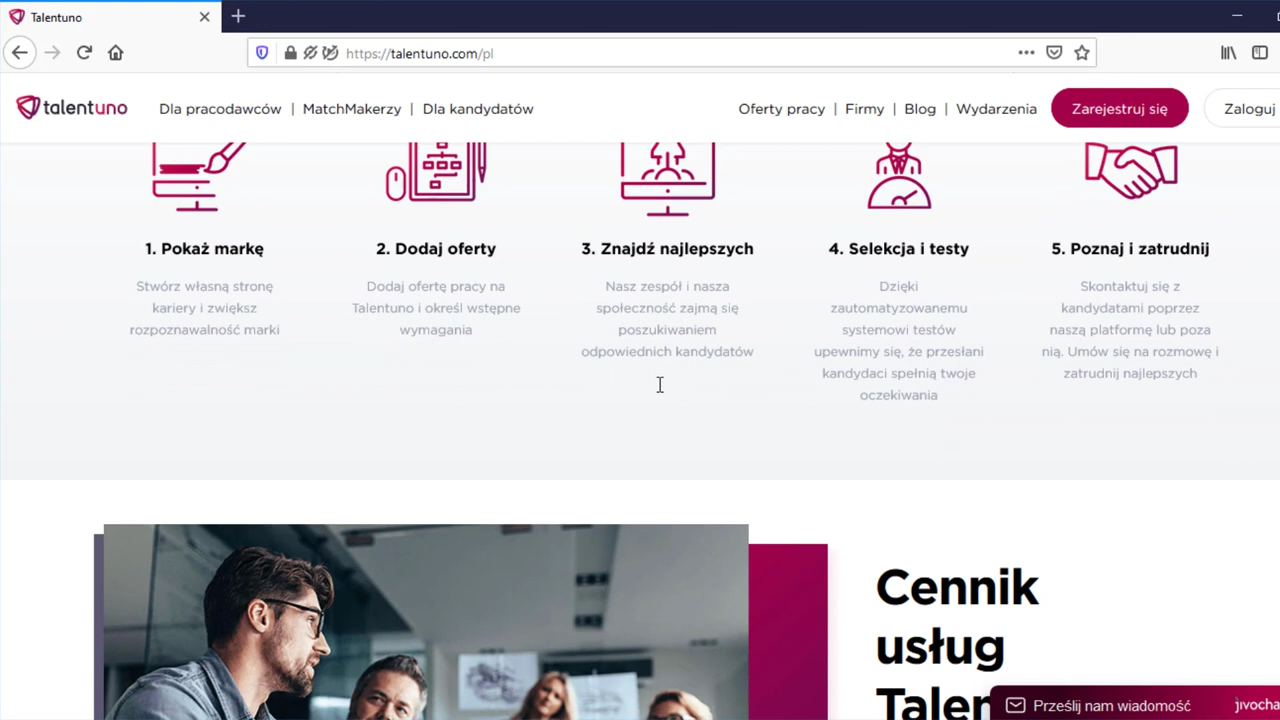 Talentuno
https://talentuno.com/pl
talentuno
Dla pracodawców | MatchMakerzy | Dla kandydatów
Oferty pracy | Firmy | Blog | Wydarzenia
Zarejestruj się
Zaloguj
1. Pokaż markę
Stwórz własną stronę
kariery i zwiększ
rozpoznawalność marki
2. Dodaj oferty
Dodaj ofertę pracy na
Talentuno i określ wstępne
wymagania
3. Znajdź najlepszych
Nasz zespół i nasza
społeczność zajmą się
poszukiwaniem
odpowiednich kandydatów
4. Selekcja i testy
Dzięki
zautomatyzowanemu
systemowi testów
upewnimy się, że przesłani
kandydaci spełnią twoje
oczekiwania
5. Poznaj i zatrudnij
Skontaktuj się z
kandydatami poprzez
naszą platformę lub poza
nią. Umów się na rozmowę i
zatrudnij najlepszych
Cennik
usług
Talen
Prześlij nam wiadomość
jivocha